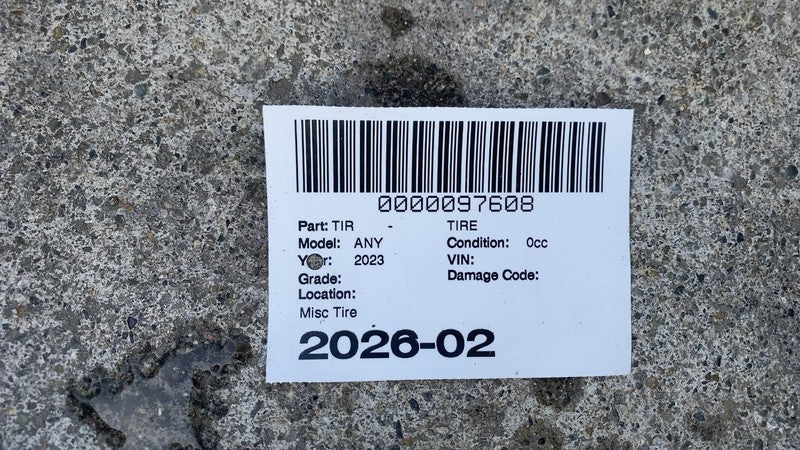 0000097608
Part: TIR - TIRE
Model: ANY Condition: 0cc
Year: 2023 VIN:
Grade: Damage Code:
Location:
Misc Tire
2026-02